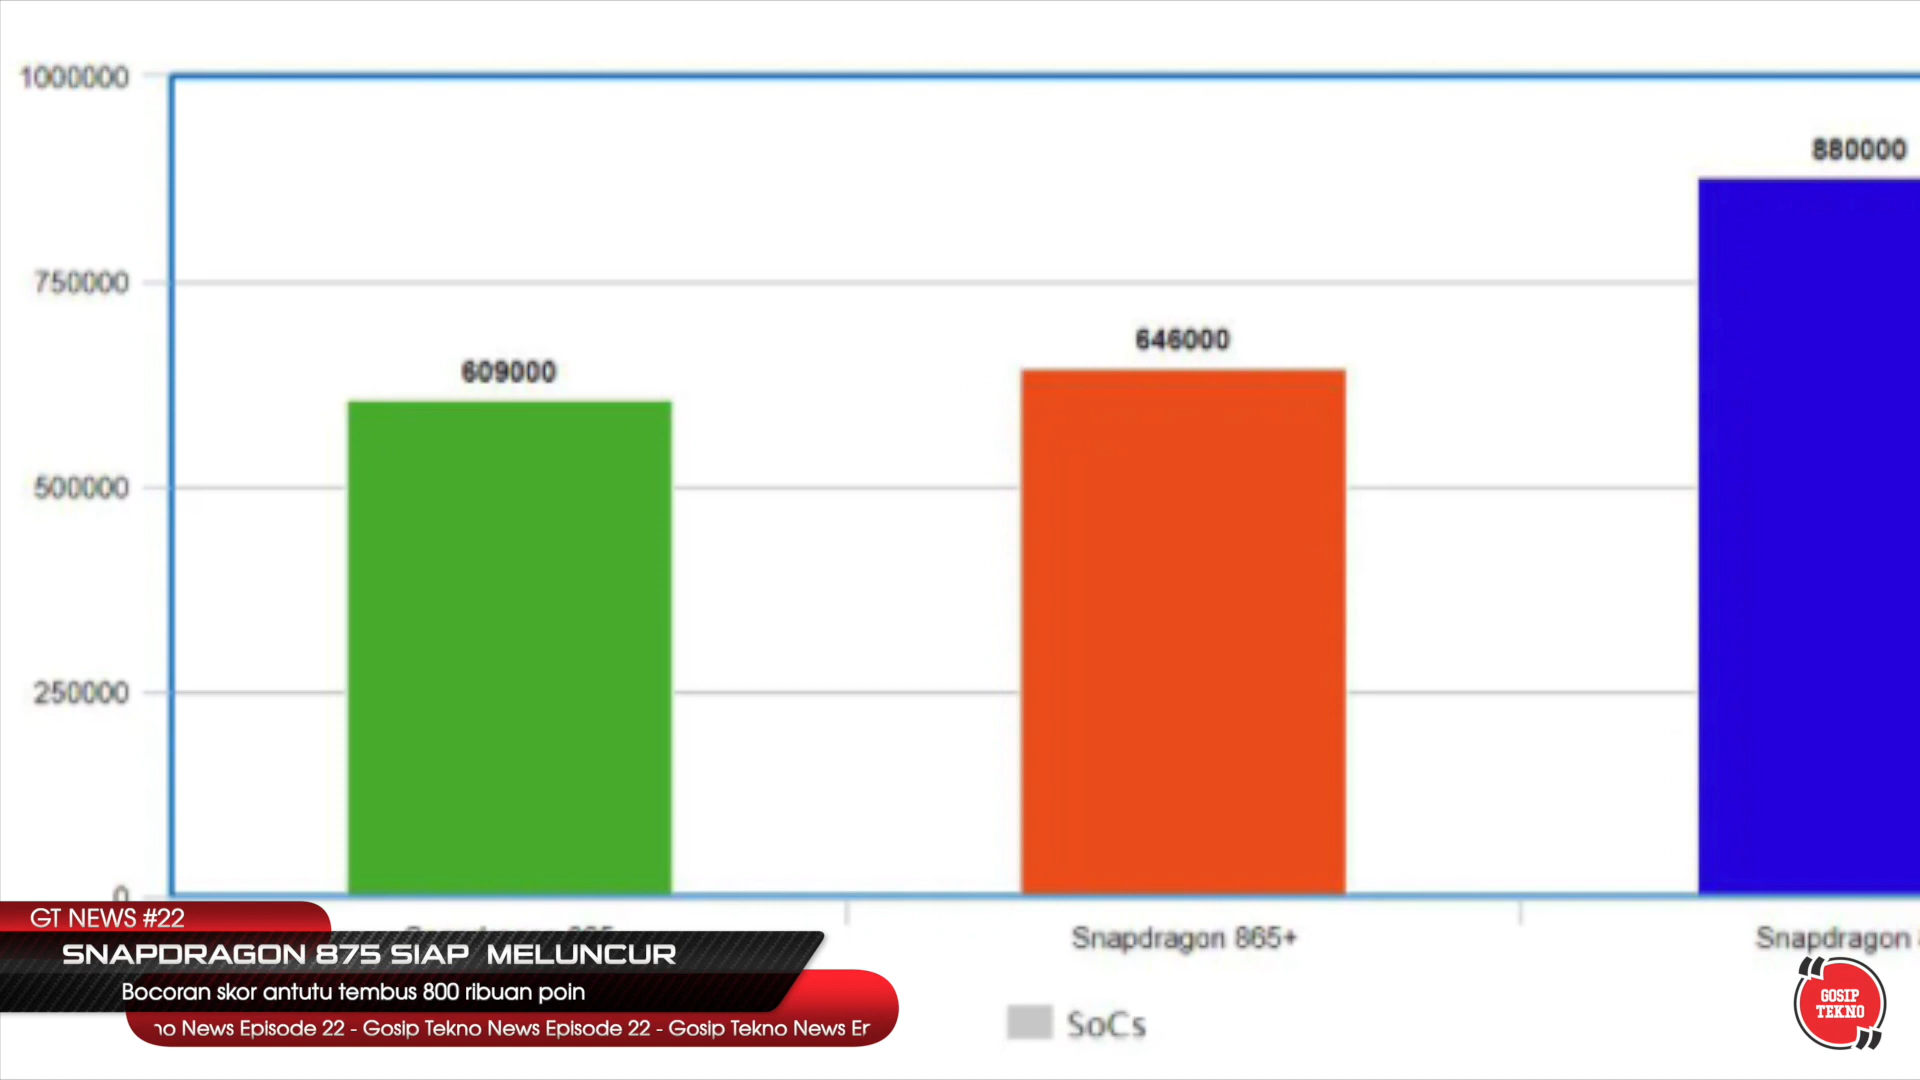 1000000
880000
750000
646000
609000
500000
250000
0
GT NEWS #22
SNAPDRAGON 875 SIAP MELUNCUR
Bocoran skor antutu tembus 800 ribuan poin
no News Episode 22 - Gosip Tekno News Episode 22 - Gosip Tekno News Er
Snapdragon 865+
Snapdragon
SoCs
GOSIP
TEKNO